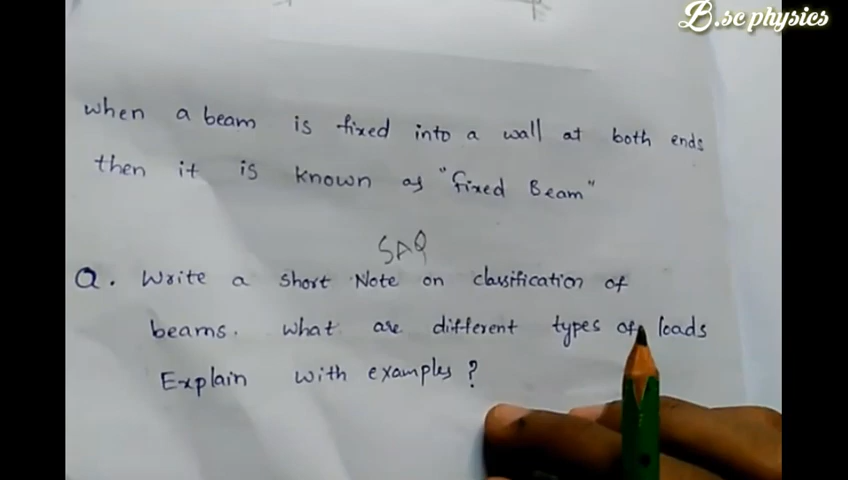 B.sc physics
when a beam is fixed into a wall at both ends
then it is known as "fixed Beam"
SAQ
Q. Write a short Note on classification of
beams. what are different types of loads
Explain with examples?